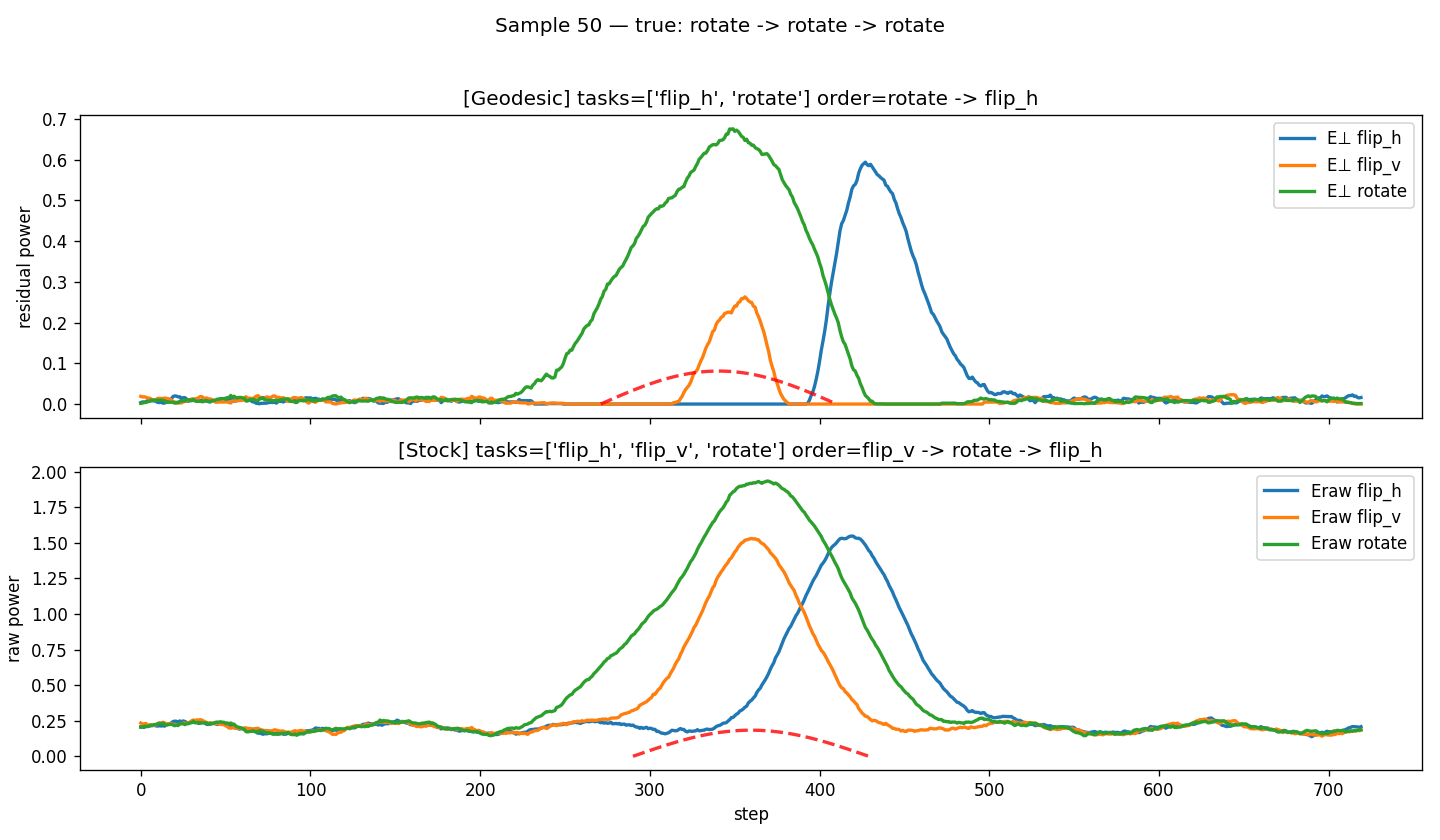 Sample 50 — true: rotate -> rotate -> rotate
[Geodesic] tasks=['flip_h', 'rotate'] order=rotate -> flip_h
0.7
0.6
0.5
0.4
0.3
0.2
0.1
0.0
residual power
E⊥ flip_h
E⊥ flip_v
E⊥ rotate
[Stock] tasks=['flip_h', 'flip_v', 'rotate'] order=flip_v -> rotate -> flip_h
2.00
1.75
1.50
1.25
1.00
0.75
0.50
0.25
0.00
raw power
Eraw flip_h
Eraw flip_v
Eraw rotate
0 100 200 300 400 500 600 700
step